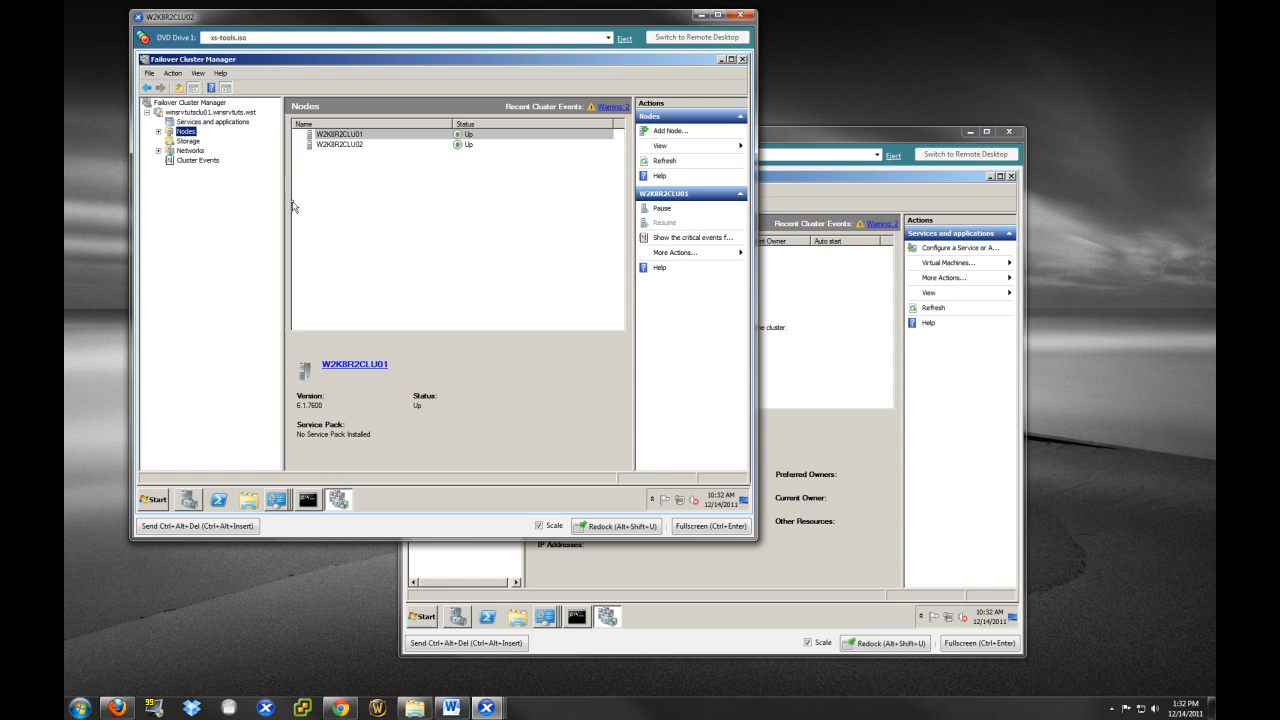 W2K8R2CLU02
DVD Drive 1: xs-tools.iso Eject Switch to Remote Desktop
Failover Cluster Manager
File Action View Help
Failover Cluster Manager
winsrvtutsclu01.winsrvtuts.wst
Services and applications
Nodes
Storage
Networks
Cluster Events
Nodes Recent Cluster Events: Warning: 2
Name Status
W2K8R2CLU01 Up
W2K8R2CLU02 Up
W2K8R2CLU01
Version: Status:
6.1.7600 Up
Service Pack:
No Service Pack Installed
Actions
Nodes
Add Node...
View
Refresh
Help
W2K8R2CLU01
Pause
Resume
Show the critical events f...
More Actions...
Help
Start 10:32 AM
12/14/2011
Send Ctrl+Alt+Del (Ctrl+Alt+Insert) Scale Redock (Alt+Shift+U) Fullscreen (Ctrl+Enter)
Eject Switch to Remote Desktop
Recent Cluster Events: Warning: 2
nt Owner Auto start
he cluster.
Preferred Owners:
Current Owner:
Other Resources:
IP Addresses:
Actions
Services and applications
Configure a Service or A...
Virtual Machines...
More Actions...
View
Refresh
Help
Start 10:32 AM
12/14/2011
Send Ctrl+Alt+Del (Ctrl+Alt+Insert) Scale Redock (Alt+Shift+U) Fullscreen (Ctrl+Enter)
99
1:32 PM
12/14/2011